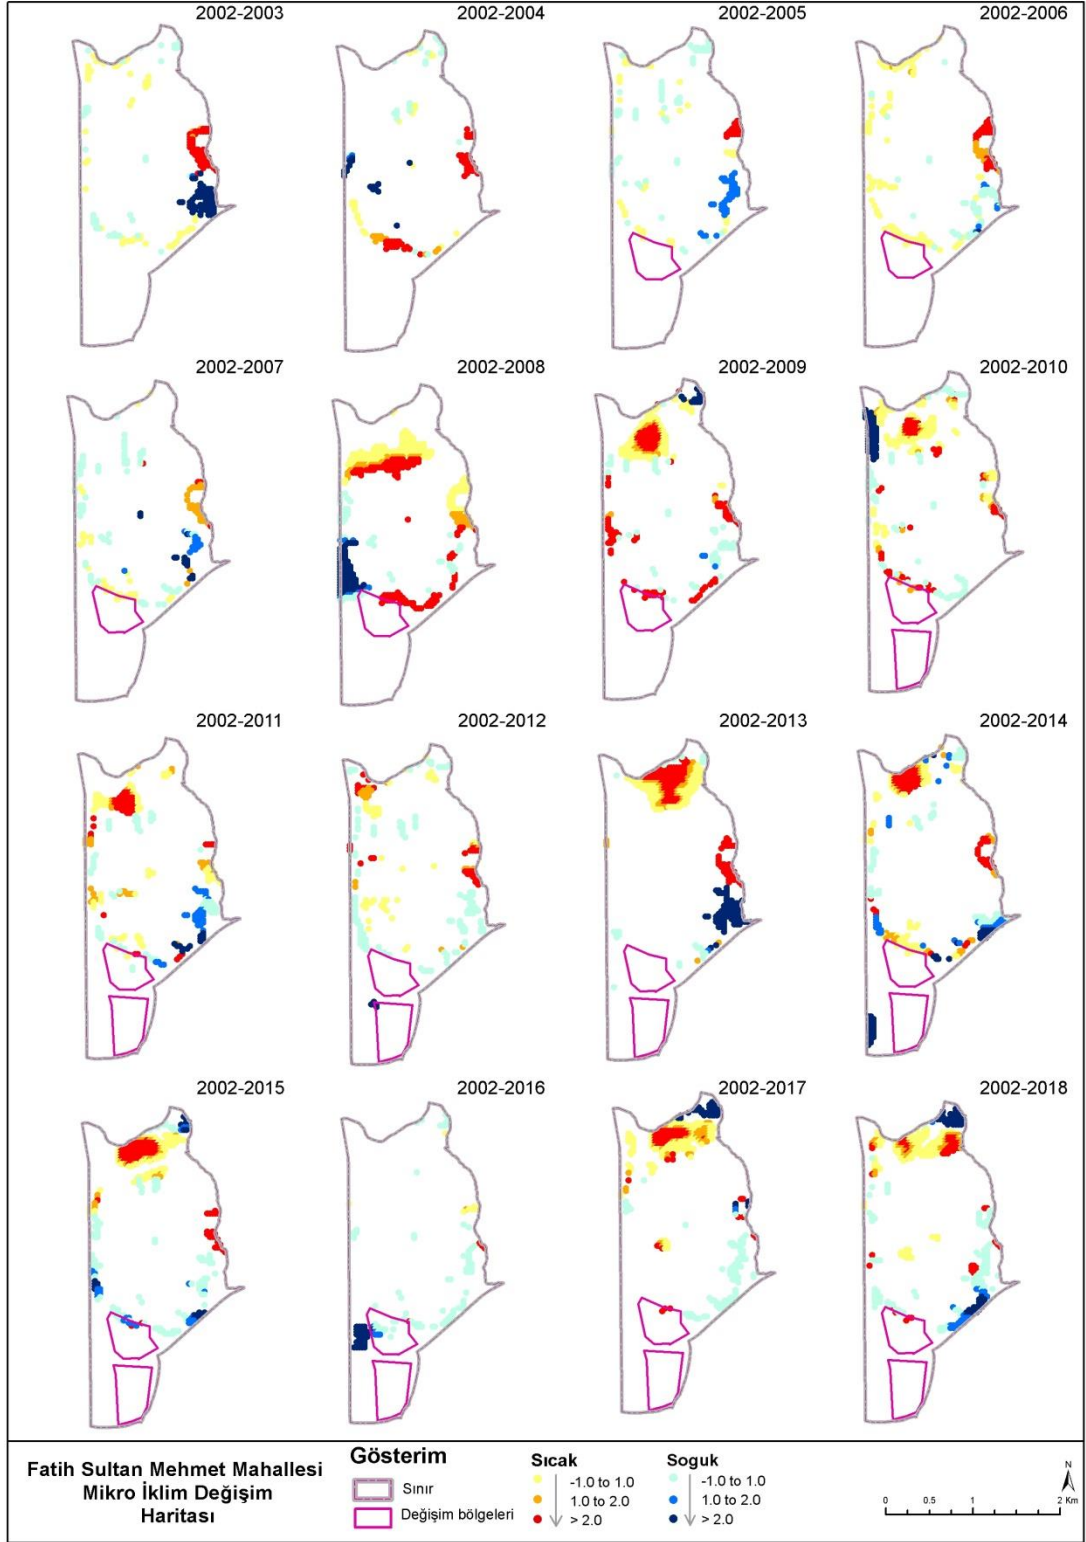 2002-2003
2002-2004
2002-2005
2002-2006
2002-2007
2002-2008
2002-2009
2002-2010
2002-2011
2002-2012
2002-2013
2002-2014
2002-2015
2002-2016
2002-2017
2002-2018
Fatih Sultan Mehmet Mahallesi
Mikro İklim Değişim
Haritası
Gösterim
Sınır
Değişim bölgeleri
Sıcak
-1.0 to 1.0
1.0 to 2.0
> 2.0
Soguk
-1.0 to 1.0
1.0 to 2.0
> 2.0
N
0 0.5 1 2 Km